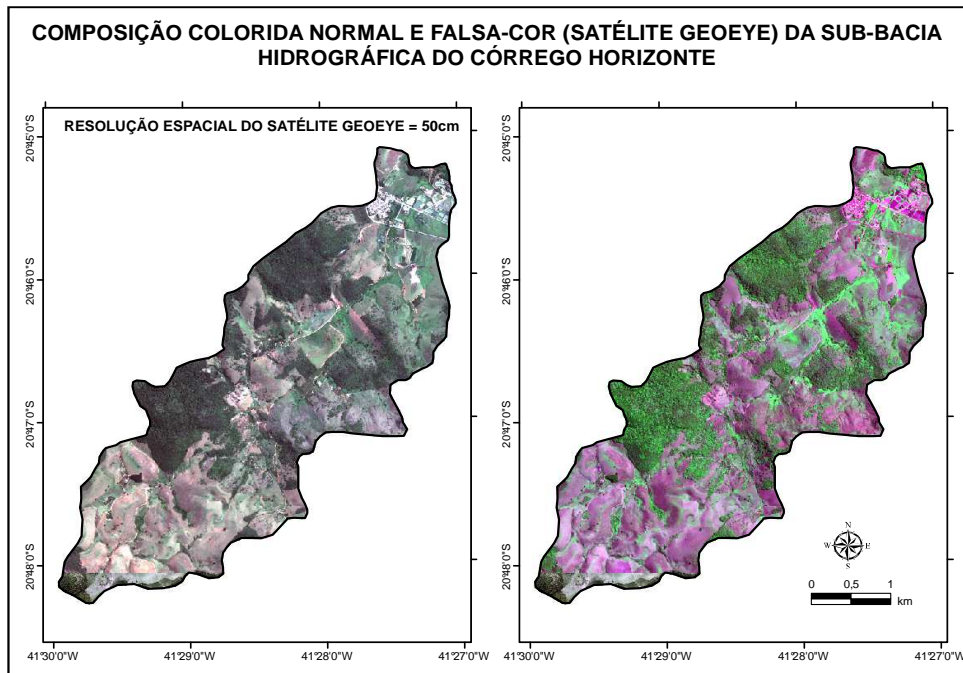 COMPOSIÇÃO COLORIDA NORMAL E FALSA-COR (SATÉLITE GEOEYE) DA SUB-BACIA
HIDROGRÁFICA DO CÓRREGO HORIZONTE
RESOLUÇÃO ESPACIAL DO SATÉLITE GEOEYE = 50cm
20°45'0"S
20°46'0"S
20°47'0"S
20°48'0"S
41°30'0"W
41°29'0"W
41°28'0"W
41°27'0"W
20°45'0"S
20°46'0"S
20°47'0"S
20°48'0"S
N
W
E
S
0 0,5 1
km
41°30'0"W
41°29'0"W
41°28'0"W
41°27'0"W